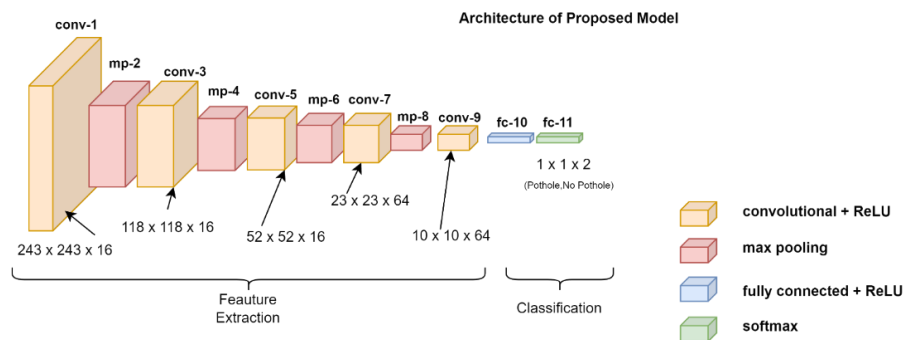 Architecture of Proposed Model
conv-1
mp-2
conv-3
mp-4
conv-5
mp-6
conv-7
mp-8
conv-9
fc-10
fc-11
1 x 1 x 2
(Pothole,No Pothole)
23 x 23 x 64
118 x 118 x 16
52 x 52 x 16
10 x 10 x 64
243 x 243 x 16
Feauture
Extraction
Classification
convolutional + ReLU
max pooling
fully connected + ReLU
softmax